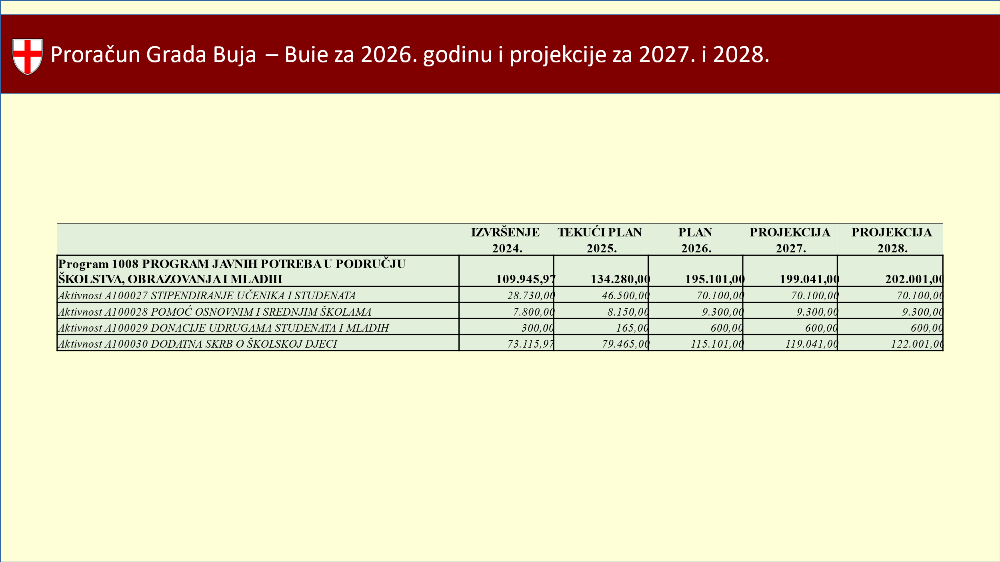 Proračun Grada Buja – Buie za 2026. godinu i projekcije za 2027. i 2028.
IZVRŠENJE TEKUĆI PLAN PLAN PROJEKCIJA PROJEKCIJA
2024. 2025. 2026. 2027. 2028.
Program 1008 PROGRAM JAVNIH POTREBA U PODRUČJU
ŠKOLSTVA, OBRAZOVANJA I MLADIH 109.945,97 134.280,00 195.101,00 199.041,00 202.001,00
Aktivnost A100027 STIPENDIRANJE UČENIKA I STUDENATA 28.730,00 46.500,00 70.100,00 70.100,00 70.100,00
Aktivnost A100028 POMOĆ OSNOVNIM I SREDNJIM ŠKOLAMA 7.800,00 8.150,00 9.300,00 9.300,00 9.300,00
Aktivnost A100029 DONACIJE UDRUGAMA STUDENATA I MLADIH 300,00 165,00 600,00 600,00 600,00
Aktivnost A100030 DODATNA SKRB O ŠKOLSKOJ DJECI 73.115,97 79.465,00 115.101,00 119.041,00 122.001,00